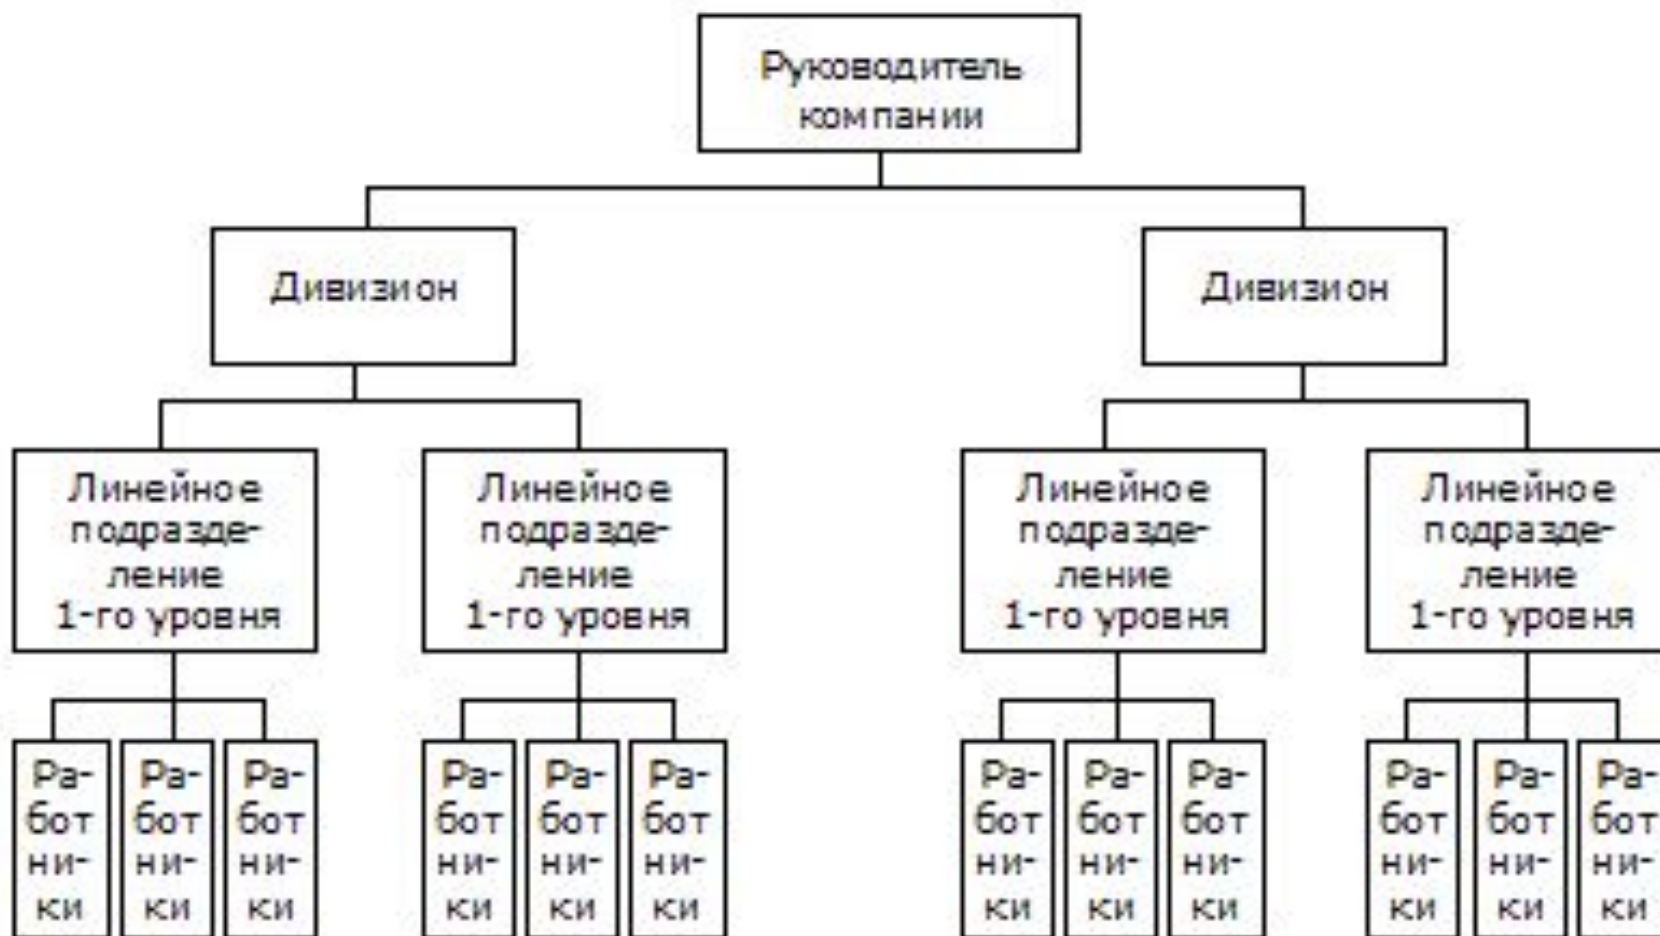 Руководитель
компании
Дивизион
Дивизион
Линейное
подразде-
ление
1-го уровня
Линейное
подразде-
ление
1-го уровня
Линейное
подразде-
ление
1-го уровня
Линейное
подразде-
ление
1-го уровня
Ра-
бот
ни-
ки
Ра-
бот
ни-
ки
Ра-
бот
ни-
ки
Ра-
бот
ни-
ки
Ра-
бот
ни-
ки
Ра-
бот
ни-
ки
Ра-
бот
ни-
ки
Ра-
бот
ни-
ки
Ра-
бот
ни-
ки
Ра-
бот
ни-
ки
Ра-
бот
ни-
ки
Ра-
бот
ни-
ки